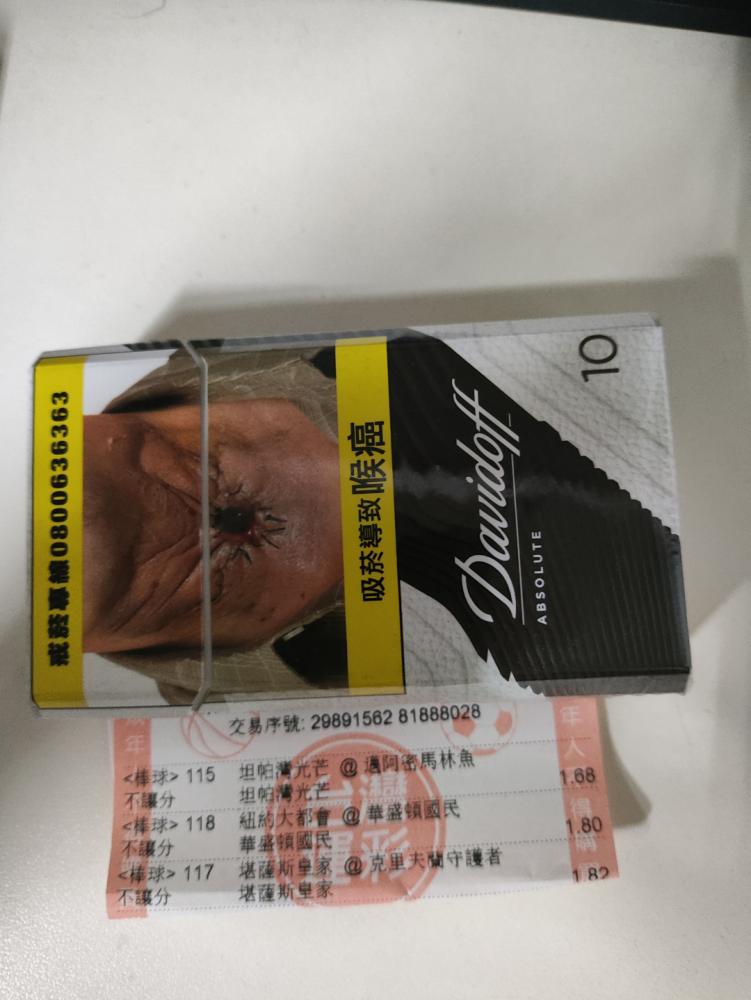 戒菸專線0800636363
吸菸導致喉癌
Davidoff
ABSOLUTE
10
交易序號: 29891562 81888028
<棒球> 115 坦帕灣光芒 @ 邁阿密馬林魚
不讓分 坦帕灣光芒 1.68
<棒球> 118 紐約大都會 @ 華盛頓國民
不讓分 華盛頓國民 1.80
<棒球> 117 堪薩斯皇家 @ 克里夫蘭守護者
不讓分 堪薩斯皇家 1.82